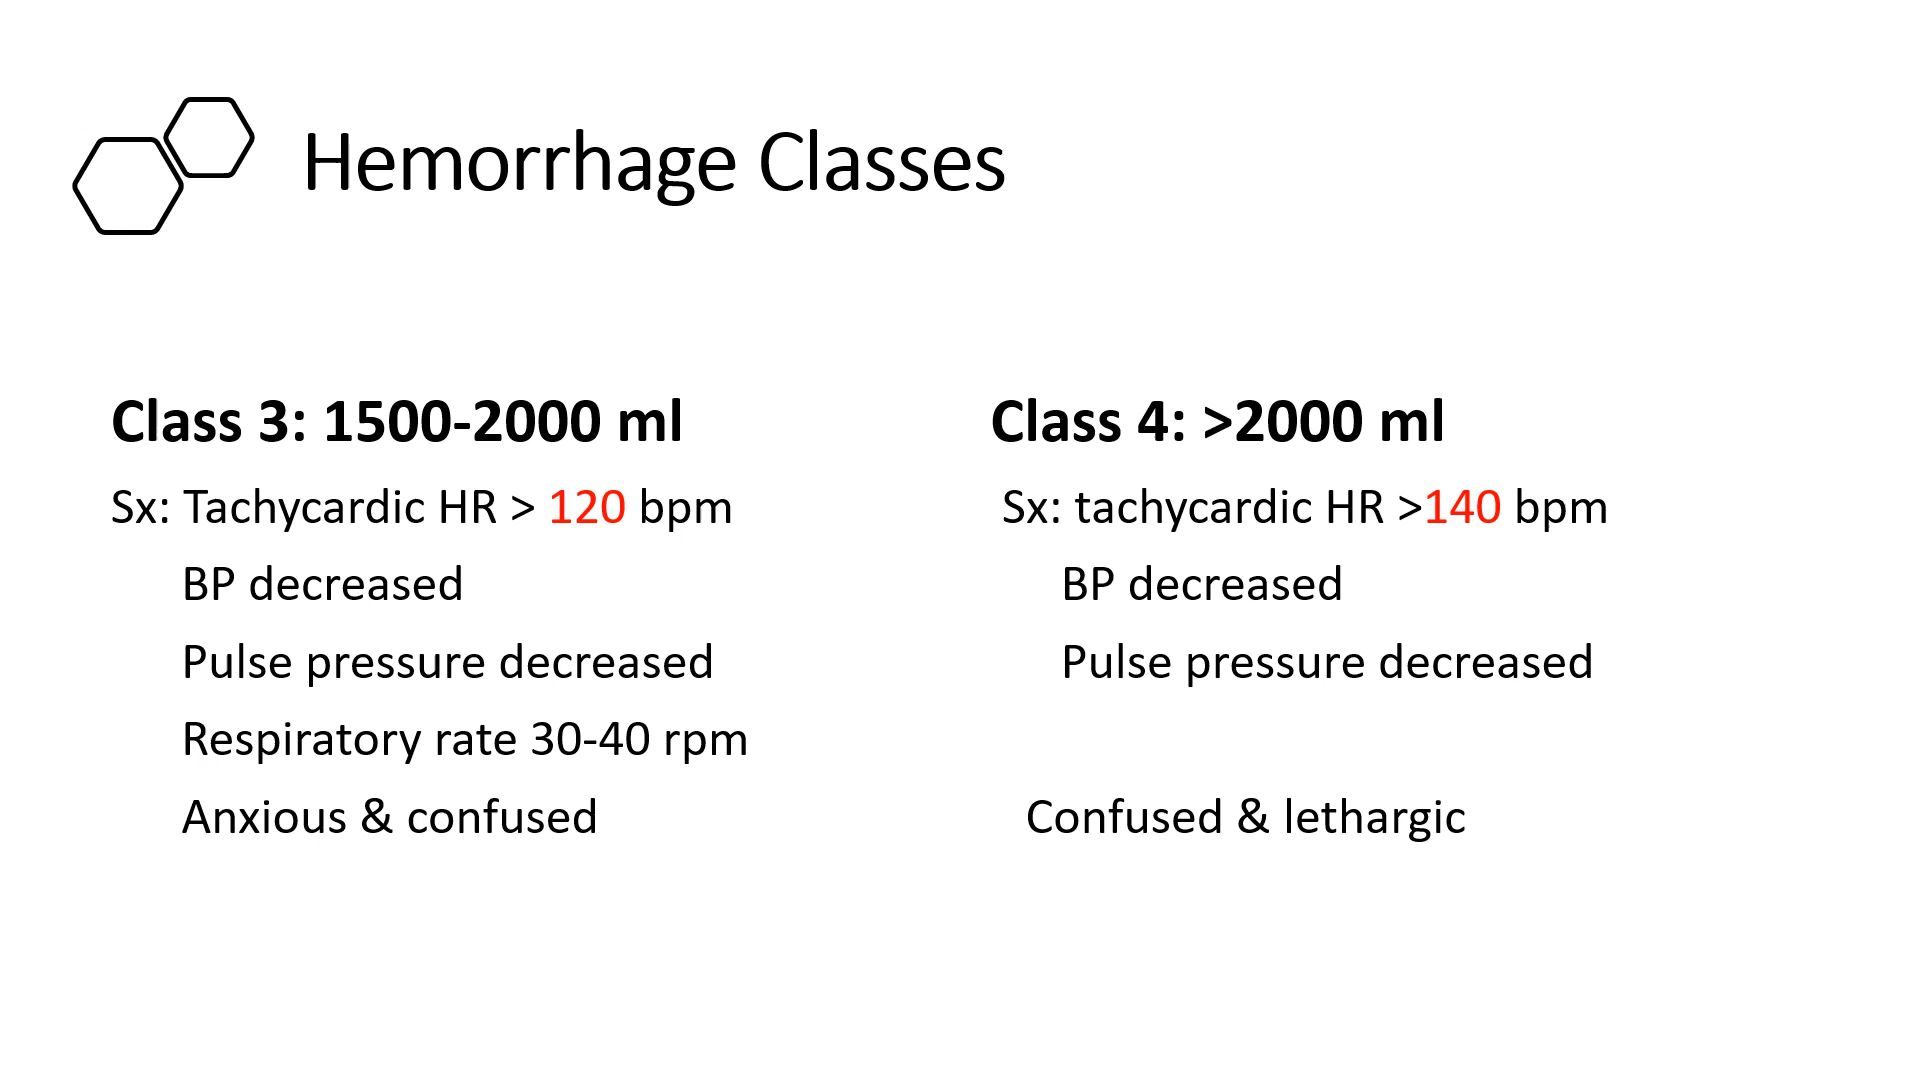 Hemorrhage Classes
Class 3: 1500-2000 ml
Sx: Tachycardic HR > 120 bpm
BP decreased
Pulse pressure decreased
Respiratory rate 30-40 rpm
Anxious & confused
Class 4: >2000 ml
Sx: tachycardic HR >140 bpm
BP decreased
Pulse pressure decreased
Confused & lethargic